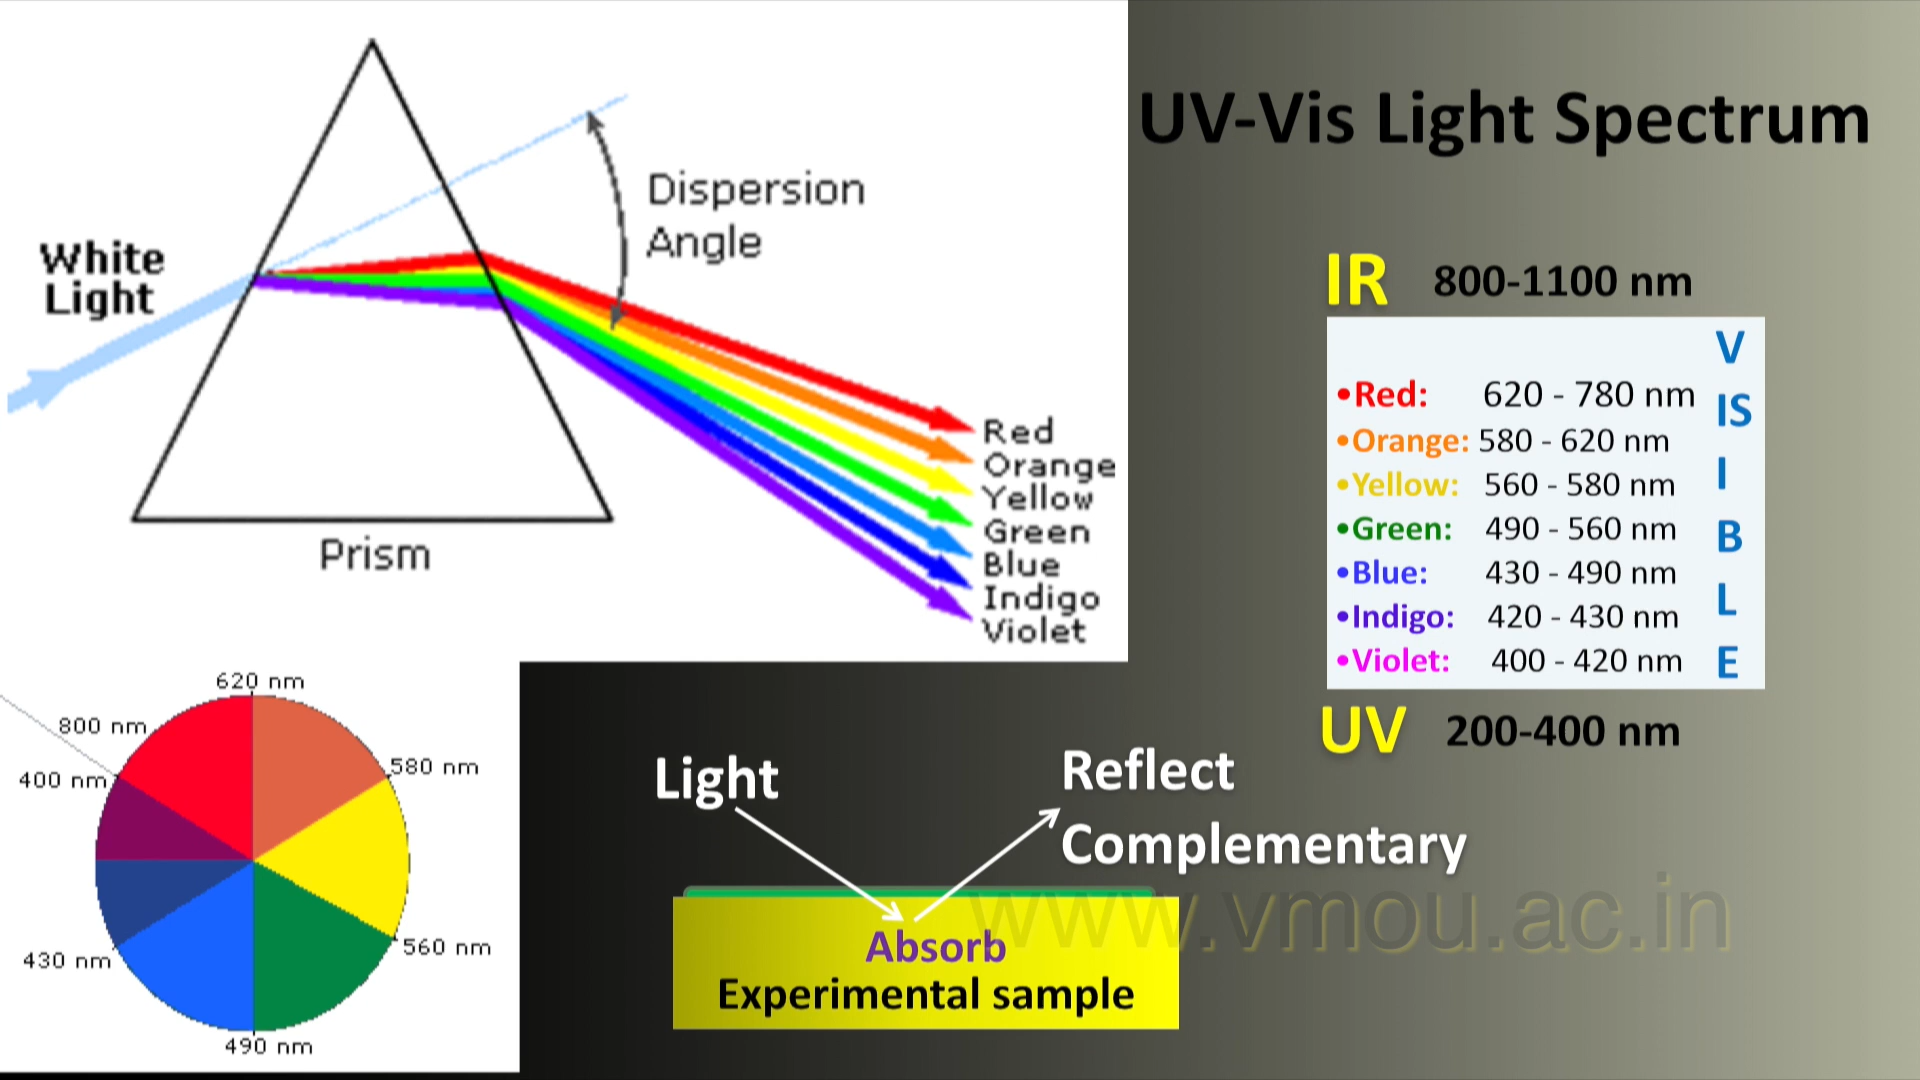 UV-Vis Light Spectrum
White
Light
Dispersion
Angle
Prism
Red
Orange
Yellow
Green
Blue
Indigo
Violet
IR 800-1100 nm
V
IS
I
B
L
E
•Red: 620 - 780 nm
•Orange: 580 - 620 nm
•Yellow: 560 - 580 nm
•Green: 490 - 560 nm
•Blue: 430 - 490 nm
•Indigo: 420 - 430 nm
•Violet: 400 - 420 nm
UV 200-400 nm
620 nm
800 nm
400 nm
580 nm
560 nm
430 nm
490 nm
Light
Reflect
Complementary
Absorb
Experimental sample
www.vmou.ac.in